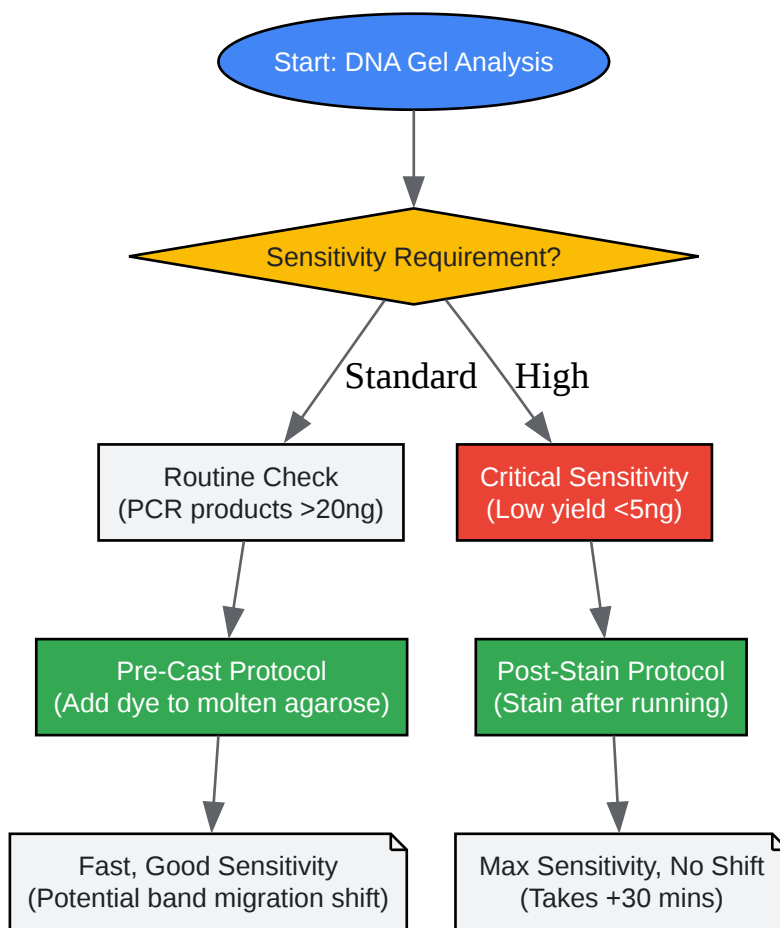 Start: DNA Gel Analysis
Sensitivity Requirement?
Standard
High
Routine Check
(PCR products >20ng)
Critical Sensitivity
(Low yield <5ng)
Pre-Cast Protocol
(Add dye to molten agarose)
Post-Stain Protocol
(Stain after running)
Fast, Good Sensitivity
(Potential band migration shift)
Max Sensitivity, No Shift
(Takes +30 mins)